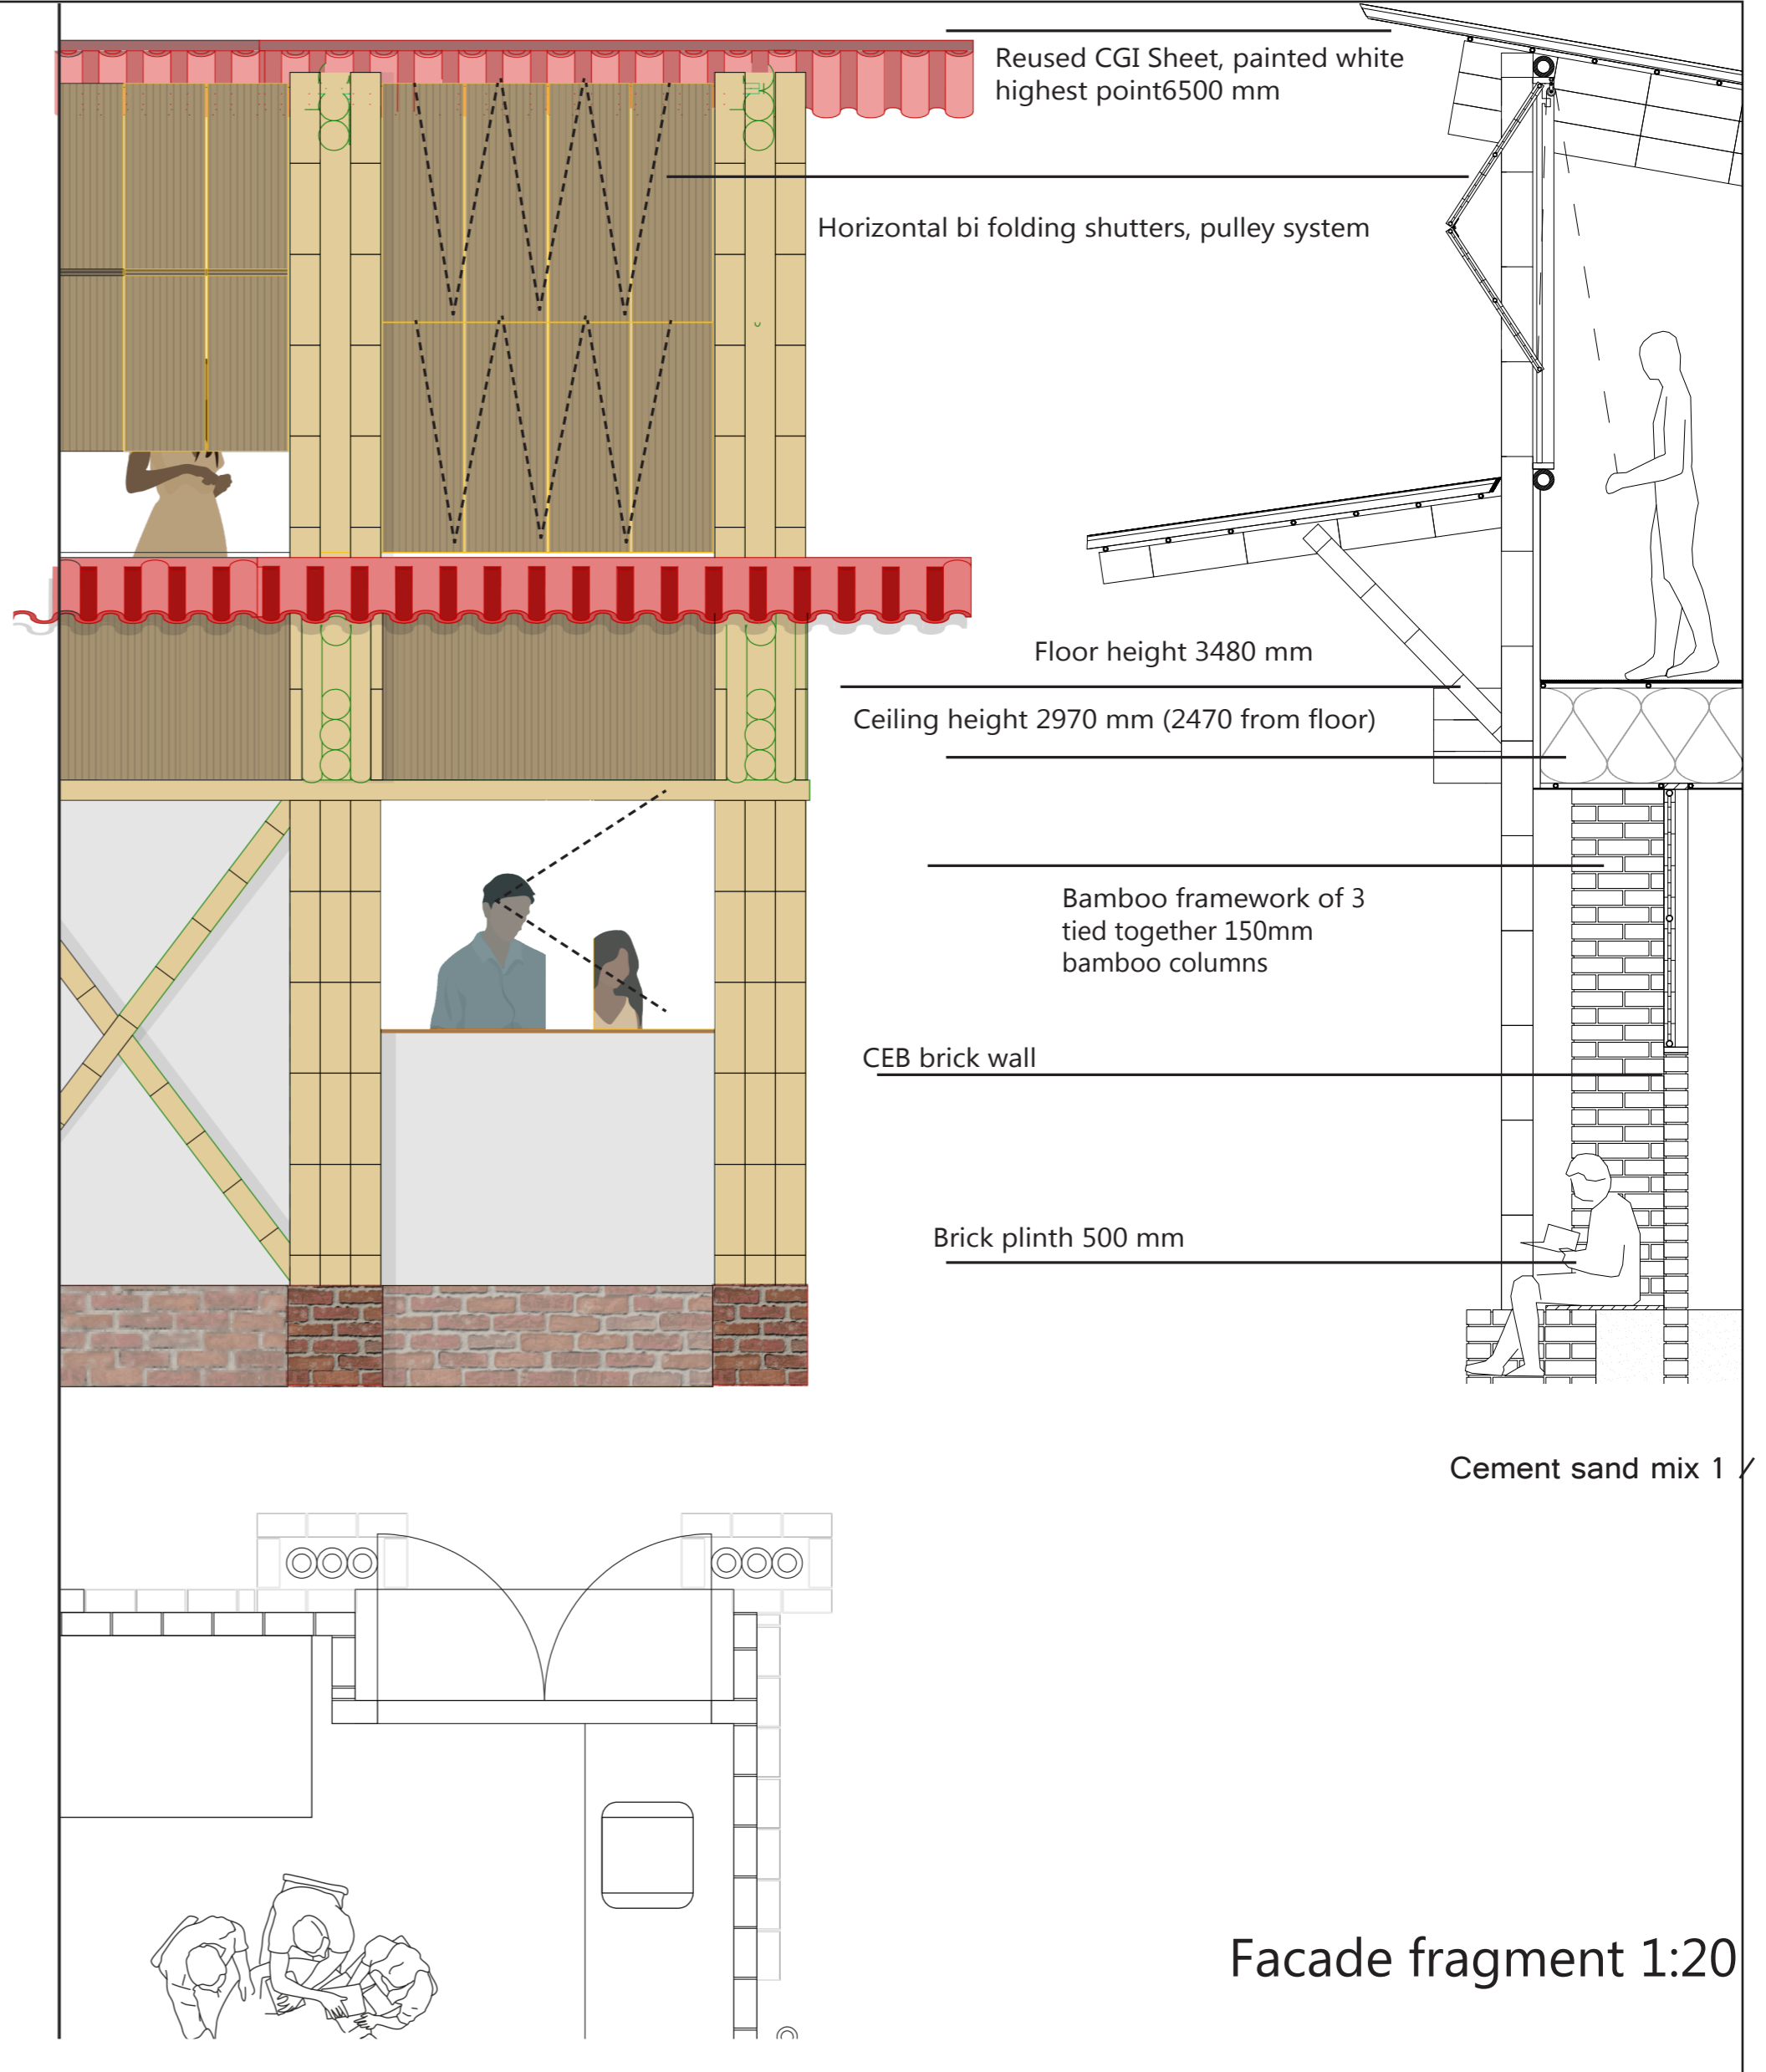 Reused CGI Sheet, painted white
highest point6500 mm
Horizontal bi folding shutters, pulley system
Floor height 3480 mm
Ceiling height 2970 mm (2470 from floor)
Bamboo framework of 3
tied together 150mm
bamboo columns
CEB brick wall
Brick plinth 500 mm
Cement sand mix 1 /
Facade fragment 1:20